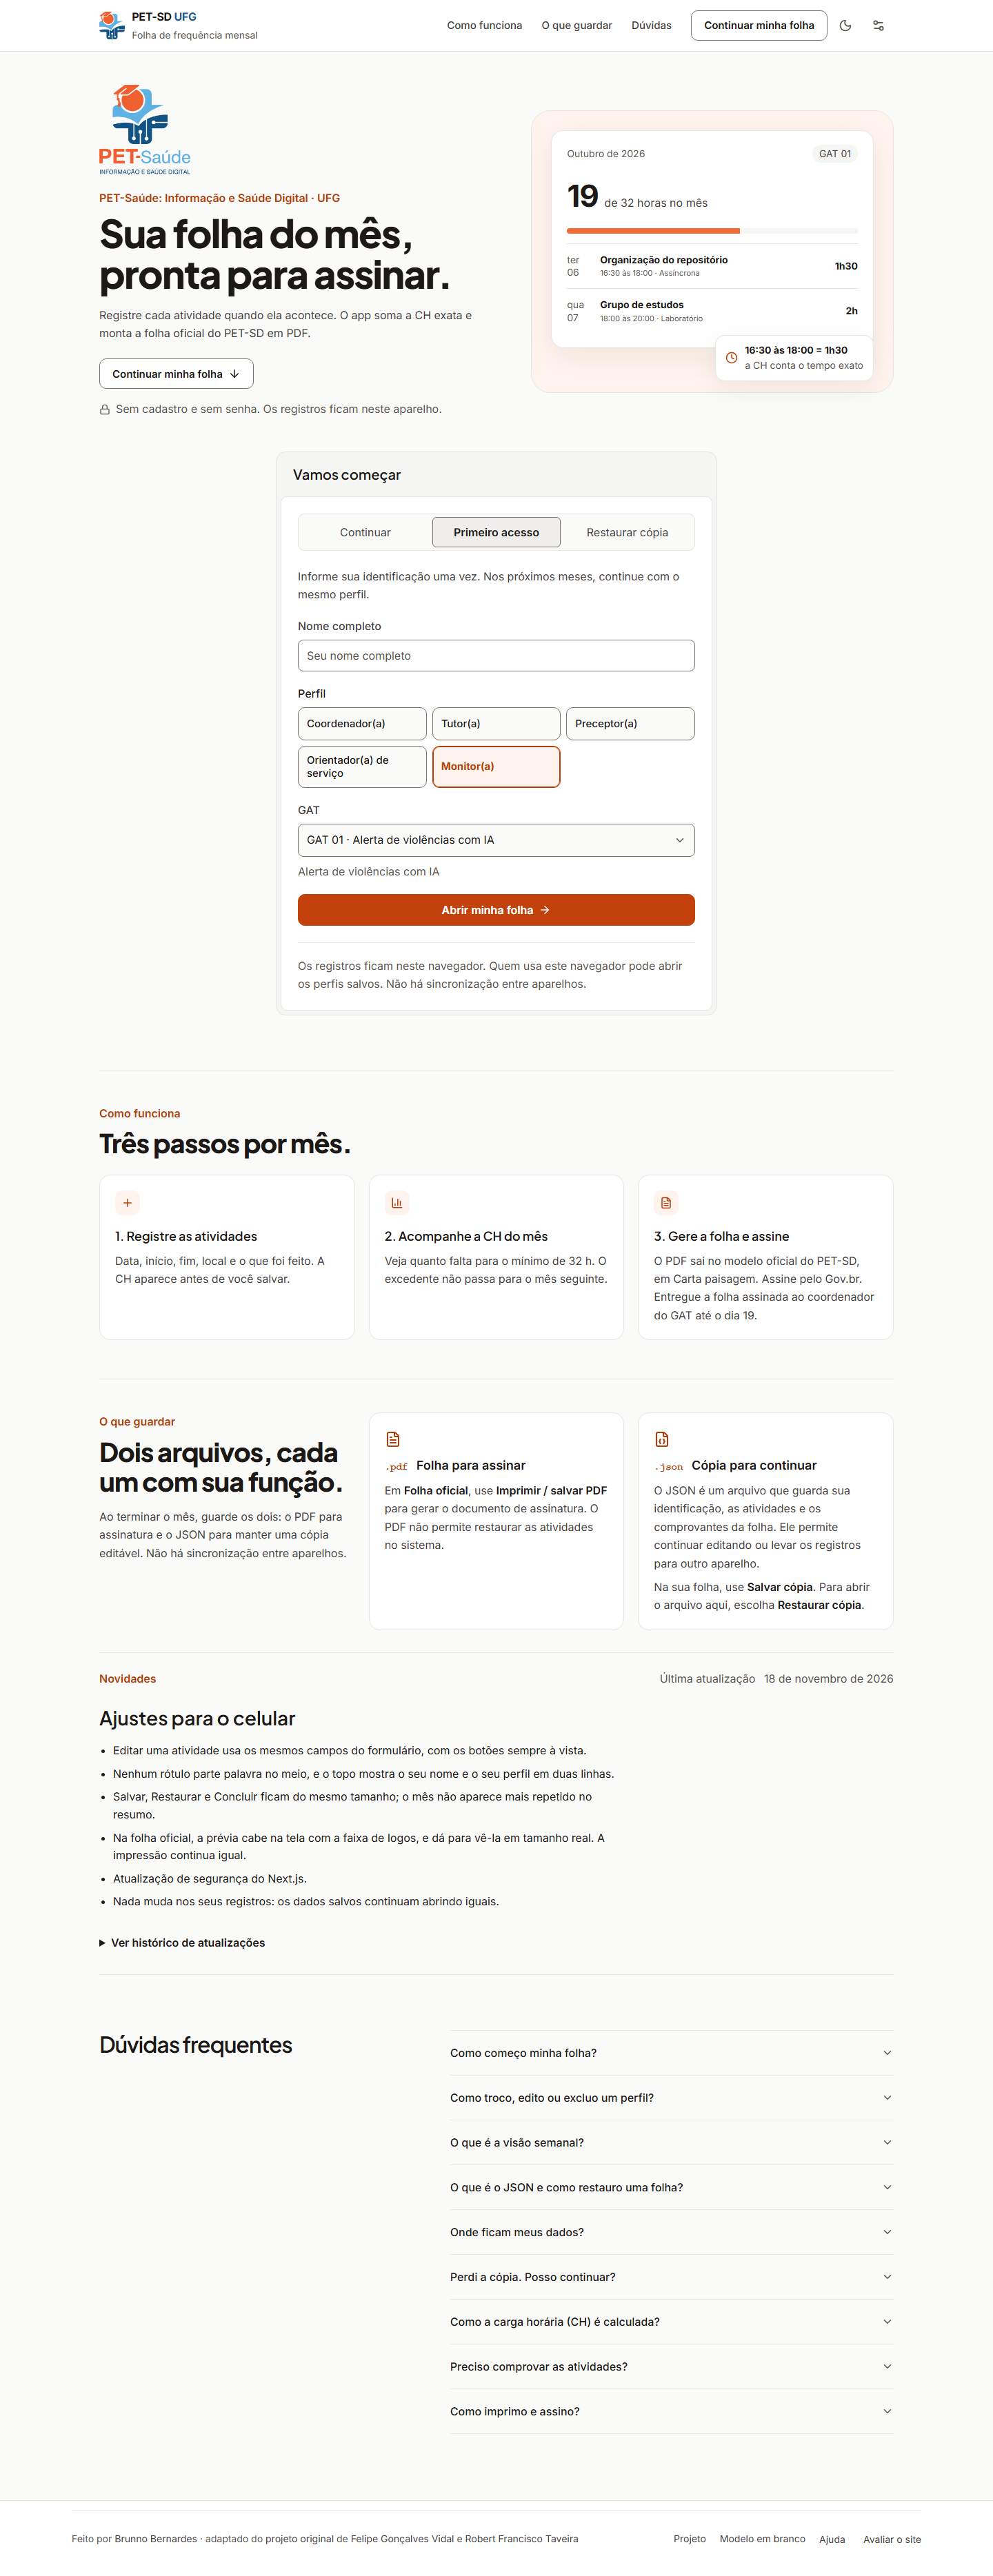 PET-SD UFG
Folha de frequência mensal
Como funciona
O que guardar
Dúvidas
Continuar minha folha
PET-Saúde
INFORMAÇÃO E SAÚDE DIGITAL
PET-Saúde: Informação e Saúde Digital · UFG
Sua folha do mês,
pronta para assinar.
Registre cada atividade quando ela acontece. O app soma a CH exata e
monta a folha oficial do PET-SD em PDF.
Continuar minha folha
Sem cadastro e sem senha. Os registros ficam neste aparelho.
Outubro de 2026
GAT 01
19 de 32 horas no mês
ter
06
Organização do repositório
16:30 às 18:00 · Assíncrona
1h30
qua
07
Grupo de estudos
18:00 às 20:00 · Laboratório
2h
16:30 às 18:00 = 1h30
a CH conta o tempo exato
Vamos começar
Continuar
Primeiro acesso
Restaurar cópia
Informe sua identificação uma vez. Nos próximos meses, continue com o
mesmo perfil.
Nome completo
Seu nome completo
Perfil
Coordenador(a)
Tutor(a)
Preceptor(a)
Orientador(a) de
serviço
Monitor(a)
GAT
GAT 01 · Alerta de violências com IA
Alerta de violências com IA
Abrir minha folha
Os registros ficam neste navegador. Quem usa este navegador pode abrir
os perfis salvos. Não há sincronização entre aparelhos.
Como funciona
Três passos por mês.
1. Registre as atividades
Data, início, fim, local e o que foi feito. A
CH aparece antes de você salvar.
2. Acompanhe a CH do mês
Veja quanto falta para o mínimo de 32 h. O
excedente não passa para o mês seguinte.
3. Gere a folha e assine
O PDF sai no modelo oficial do PET-SD,
em Carta paisagem. Assine pelo Gov.br.
Entregue a folha assinada ao coordenador
do GAT até o dia 19.
O que guardar
Dois arquivos, cada
um com sua função.
Ao terminar o mês, guarde os dois: o PDF para
assinatura e o JSON para manter uma cópia
editável. Não há sincronização entre aparelhos.
.pdf Folha para assinar
Em Folha oficial, use Imprimir / salvar PDF
para gerar o documento de assinatura. O
PDF não permite restaurar as atividades
no sistema.
.json Cópia para continuar
O JSON é um arquivo que guarda sua
identificação, as atividades e os
comprovantes da folha. Ele permite
continuar editando ou levar os registros
para outro aparelho.
Na sua folha, use Salvar cópia. Para abrir
o arquivo aqui, escolha Restaurar cópia.
Novidades
Última atualização 18 de novembro de 2026
Ajustes para o celular
• Editar uma atividade usa os mesmos campos do formulário, com os botões sempre à vista.
• Nenhum rótulo parte palavra no meio, e o topo mostra o seu nome e o seu perfil em duas linhas.
• Salvar, Restaurar e Concluir ficam do mesmo tamanho; o mês não aparece mais repetido no
resumo.
• Na folha oficial, a prévia cabe na tela com a faixa de logos, e dá para vê-la em tamanho real. A
impressão continua igual.
• Atualização de segurança do Next.js.
• Nada muda nos seus registros: os dados salvos continuam abrindo iguais.
Ver histórico de atualizações
Dúvidas frequentes
Como começo minha folha?
Como troco, edito ou excluo um perfil?
O que é a visão semanal?
O que é o JSON e como restauro uma folha?
Onde ficam meus dados?
Perdi a cópia. Posso continuar?
Como a carga horária (CH) é calculada?
Preciso comprovar as atividades?
Como imprimo e assino?
Feito por Brunno Bernardes · adaptado do projeto original de Felipe Gonçalves Vidal e Robert Francisco Taveira
Projeto
Modelo em branco
Ajuda
Avaliar o site